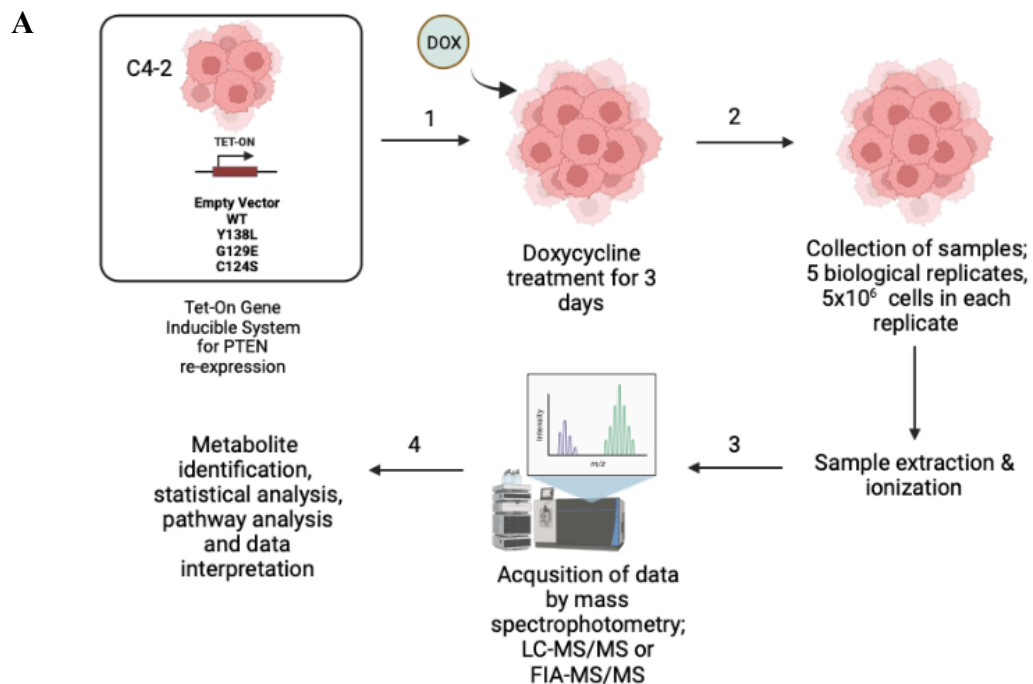 A
C4-2
TET-ON
Empty Vector
WT
Y138L
G129E
C124S
Tet-On Gene
Inducible System
for PTEN
re-expression
DOX
1
Doxycycline
treatment for 3
days
2
Collection of samples;
5 biological replicates,
5x10⁶ cells in each
replicate
Sample extraction &
ionization
3
Intensity
m/z
Acqusition of data
by mass
spectrophotometry;
LC-MS/MS or
FIA-MS/MS
4
Metabolite
identification,
statistical analysis,
pathway analysis
and data
interpretation